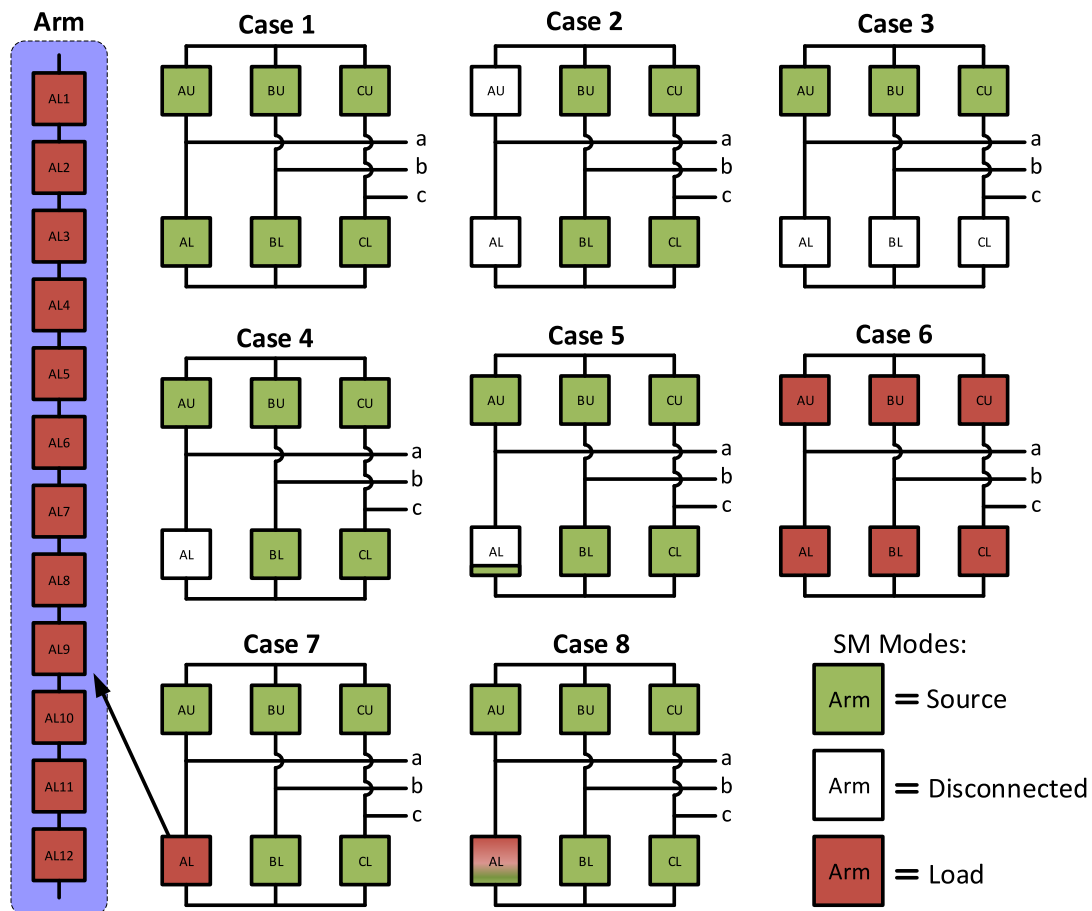 Arm
AL1
AL2
AL3
AL4
AL5
AL6
AL7
AL8
AL9
AL10
AL11
AL12
Case 1
AU BU CU
a
b
c
AL BL CL
Case 2
AU BU CU
a
b
c
AL BL CL
Case 3
AU BU CU
a
b
c
AL BL CL
Case 4
AU BU CU
a
b
c
AL BL CL
Case 5
AU BU CU
a
b
c
AL BL CL
Case 6
AU BU CU
a
b
c
AL BL CL
Case 7
AU BU CU
a
b
c
AL BL CL
Case 8
AU BU CU
a
b
c
AL BL CL
SM Modes:
Arm = Source
Arm = Disconnected
Arm = Load